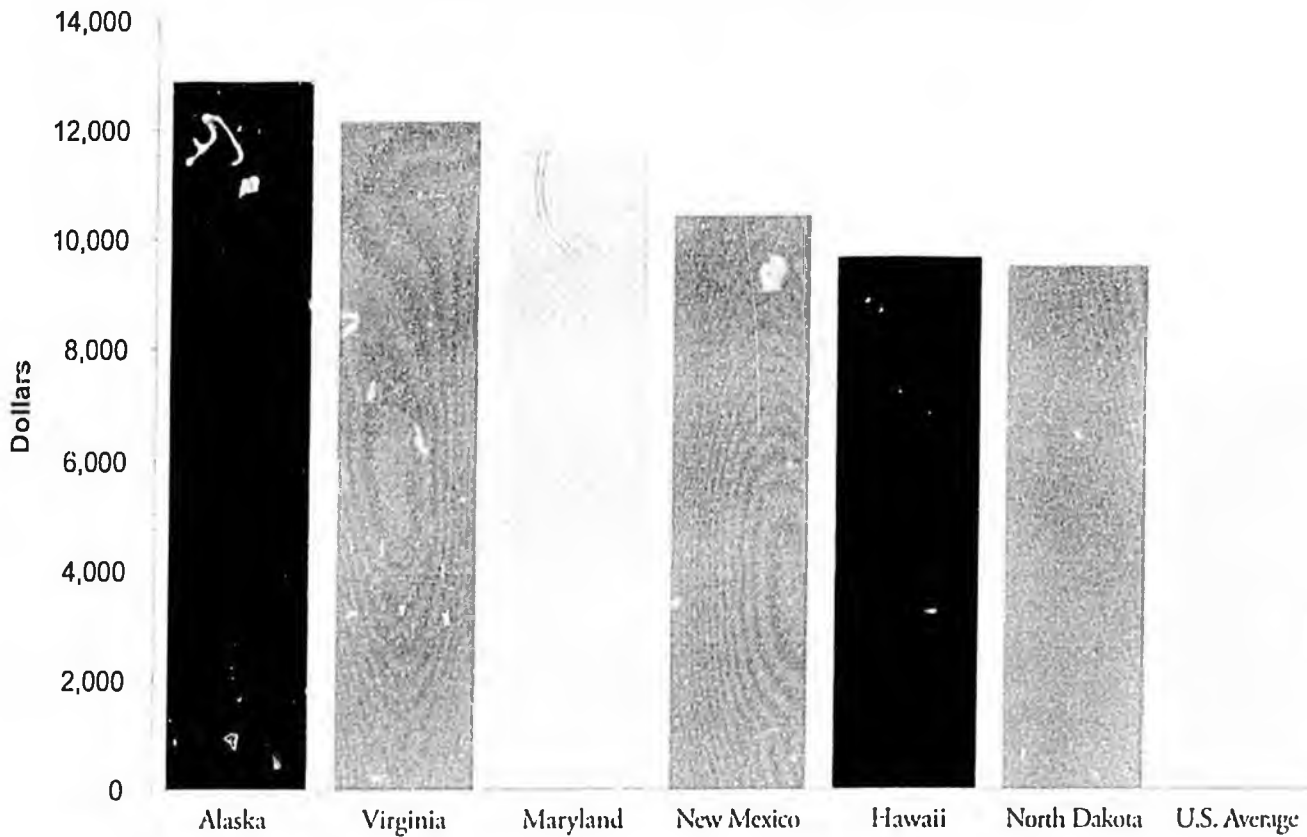 14,000
12,000
10,000
8,000
6,000
4,000
2,000
0
Dollars
Alaska
Virginia
Maryland
New Mexico
Hawaii
North Dakota
U.S. Average